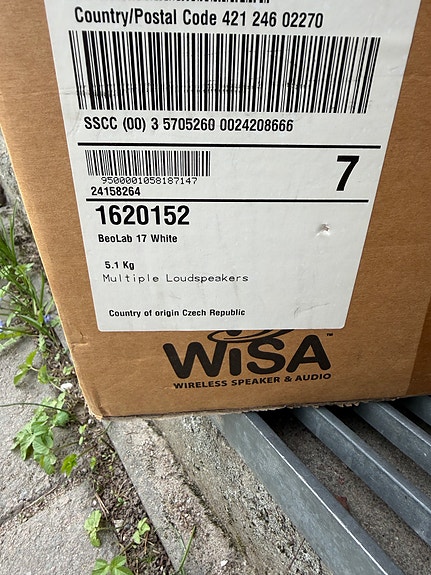 Country/Postal Code 421 246 02270
SSCC (00) 3 5705260 0024208666
9500001058187147
7
24158264
1620152
BeoLab 17 White
5.1 Kg
Multiple Loudspeakers
Country of origin Czech Republic
WiSA™
WIRELESS SPEAKER & AUDIO